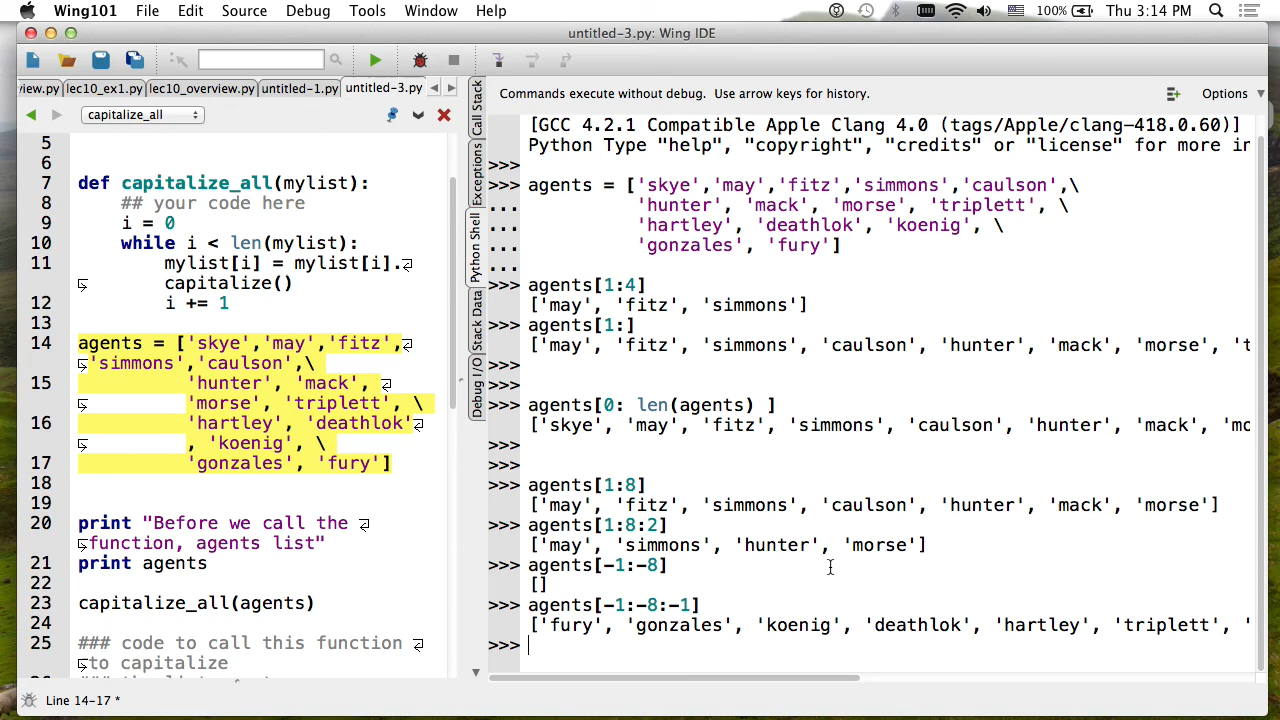 Wing101 File Edit Source Debug Tools Window Help 100% Thu 3:14 PM
untitled-3.py: Wing IDE
view.py lec10_ex1.py lec10_overview.py untitled-1.py untitled-3.py
capitalize_all
5
6
7 def capitalize_all(mylist):
8 ## your code here
9 i = 0
10 while i < len(mylist):
11 mylist[i] = mylist[i].
capitalize()
12 i += 1
13
14 agents = ['skye','may','fitz',
'simmons','caulson',\
15 'hunter', 'mack',
'morse', 'triplett', \
16 'hartley', 'deathlok'
, 'koenig', \
17 'gonzales', 'fury']
18
19
20 print "Before we call the
function, agents list"
21 print agents
22
23 capitalize_all(agents)
24
25 ### code to call this function
to capitalize
Line 14-17 *
Call Stack
Exceptions
Python Shell
Stack Data
Debug I/O
Commands execute without debug. Use arrow keys for history. Options
[GCC 4.2.1 Compatible Apple Clang 4.0 (tags/Apple/clang-418.0.60)]
Python Type "help", "copyright", "credits" or "license" for more in
>>>
>>> agents = ['skye','may','fitz','simmons','caulson',\
... 'hunter', 'mack', 'morse', 'triplett', \
... 'hartley', 'deathlok', 'koenig', \
... 'gonzales', 'fury']
...
>>> agents[1:4]
['may', 'fitz', 'simmons']
>>> agents[1:]
['may', 'fitz', 'simmons', 'caulson', 'hunter', 'mack', 'morse', 't
>>>
>>>
>>> agents[0: len(agents) ]
['skye', 'may', 'fitz', 'simmons', 'caulson', 'hunter', 'mack', 'mo
>>>
>>>
>>> agents[1:8]
['may', 'fitz', 'simmons', 'caulson', 'hunter', 'mack', 'morse']
>>> agents[1:8:2]
['may', 'simmons', 'hunter', 'morse']
>>> agents[-1:-8]
[]
>>> agents[-1:-8:-1]
['fury', 'gonzales', 'koenig', 'deathlok', 'hartley', 'triplett', '
>>>